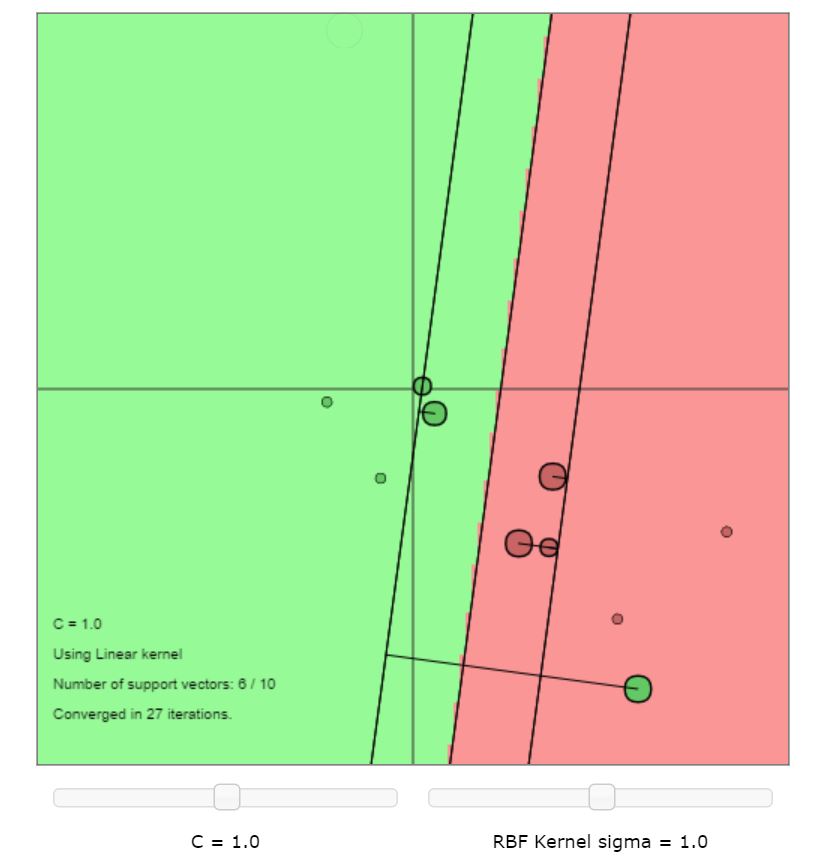 C = 1.0
Using Linear kernel
Number of support vectors: 6 / 10
Converged in 27 iterations.
C = 1.0
RBF Kernel sigma = 1.0